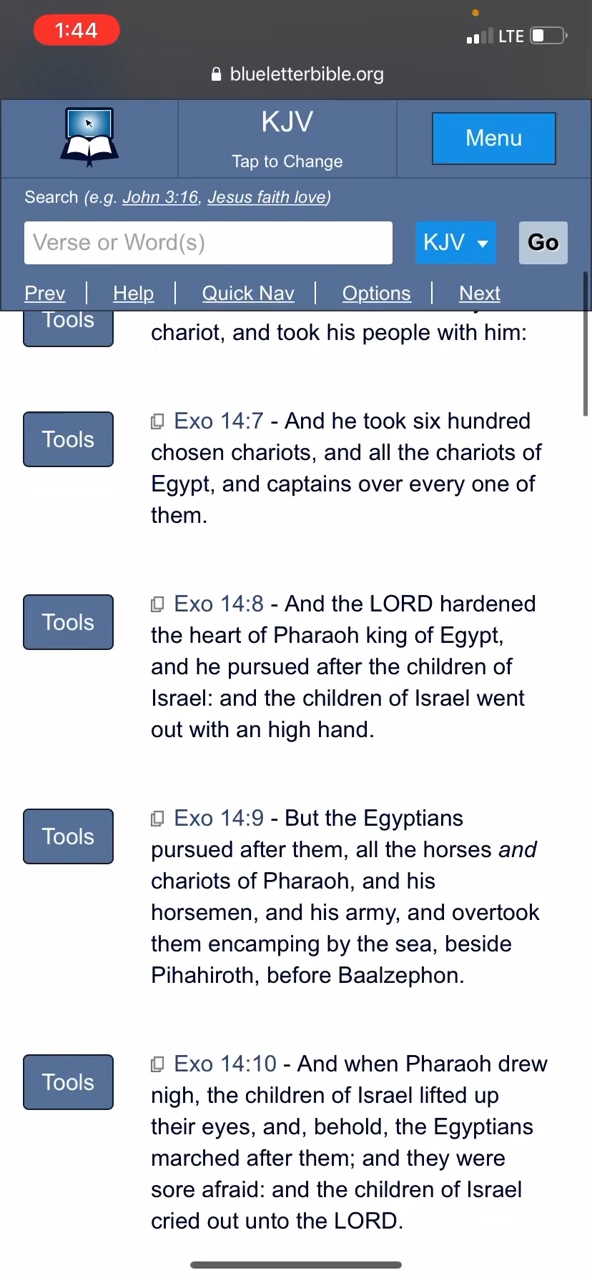 1:44
LTE
blueletterbible.org
KJV
Tap to Change
Menu
Search (e.g. John 3:16, Jesus faith love)
Verse or Word(s)
KJV
Go
Prev | Help | Quick Nav | Options | Next
Tools
chariot, and took his people with him:
Tools
Exo 14:7 - And he took six hundred
chosen chariots, and all the chariots of
Egypt, and captains over every one of
them.
Tools
Exo 14:8 - And the LORD hardened
the heart of Pharaoh king of Egypt,
and he pursued after the children of
Israel: and the children of Israel went
out with an high hand.
Tools
Exo 14:9 - But the Egyptians
pursued after them, all the horses and
chariots of Pharaoh, and his
horsemen, and his army, and overtook
them encamping by the sea, beside
Pihahiroth, before Baalzephon.
Tools
Exo 14:10 - And when Pharaoh drew
nigh, the children of Israel lifted up
their eyes, and, behold, the Egyptians
marched after them; and they were
sore afraid: and the children of Israel
cried out unto the LORD.